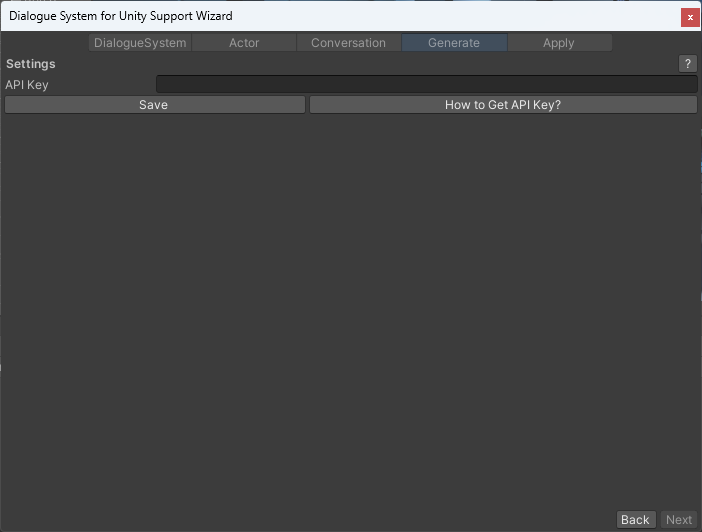 Dialogue System for Unity Support Wizard
x
DialogueSystem Actor Conversation Generate Apply
Settings ?
API Key
Save How to Get API Key?
Back Next